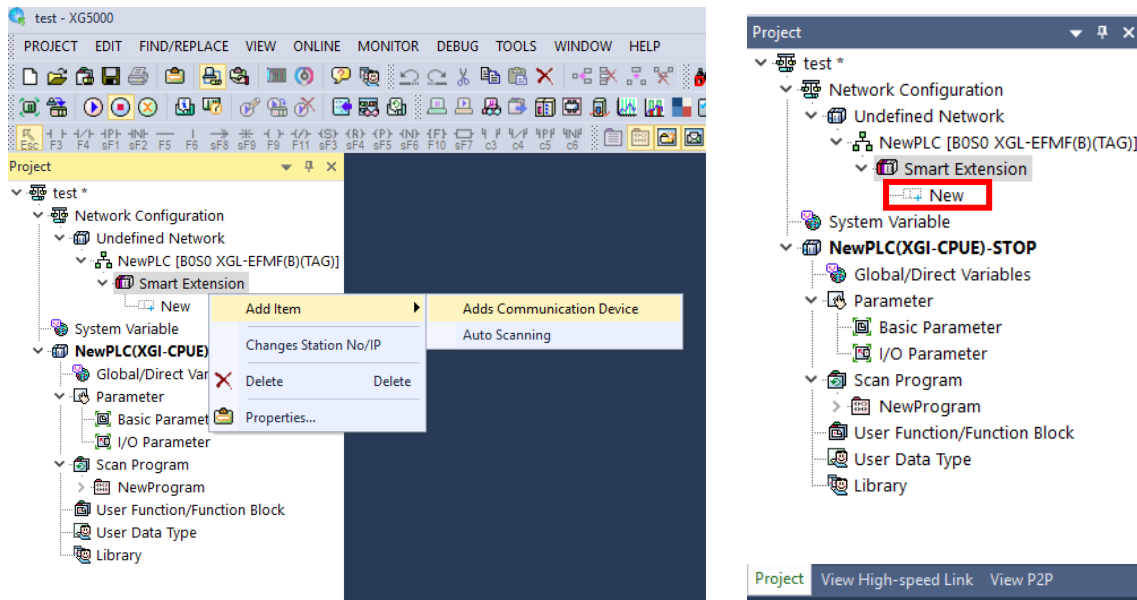 test - XG5000
PROJECT EDIT FIND/REPLACE VIEW ONLINE MONITOR DEBUG TOOLS WINDOW HELP
Esc F3 F4 sF1 sF2 F5 F6 sF8 sF9 F9 F11 sF3 sF4 sF5 sF6 F10 sF7 c3 c4 c5 c6
Project
test *
Network Configuration
Undefined Network
NewPLC [B0S0 XGL-EFMF(B)(TAG)]
Smart Extension
New
System Variable
NewPLC(XGI-CPUE)
Global/Direct Var
Parameter
Basic Paramet
I/O Parameter
Scan Program
NewProgram
User Function/Function Block
User Data Type
Library
Add Item
Changes Station No/IP
Delete Delete
Properties...
Adds Communication Device
Auto Scanning
Project
test *
Network Configuration
Undefined Network
NewPLC [B0S0 XGL-EFMF(B)(TAG)]
Smart Extension
New
System Variable
NewPLC(XGI-CPUE)-STOP
Global/Direct Variables
Parameter
Basic Parameter
I/O Parameter
Scan Program
NewProgram
User Function/Function Block
User Data Type
Library
Project View High-speed Link View P2P